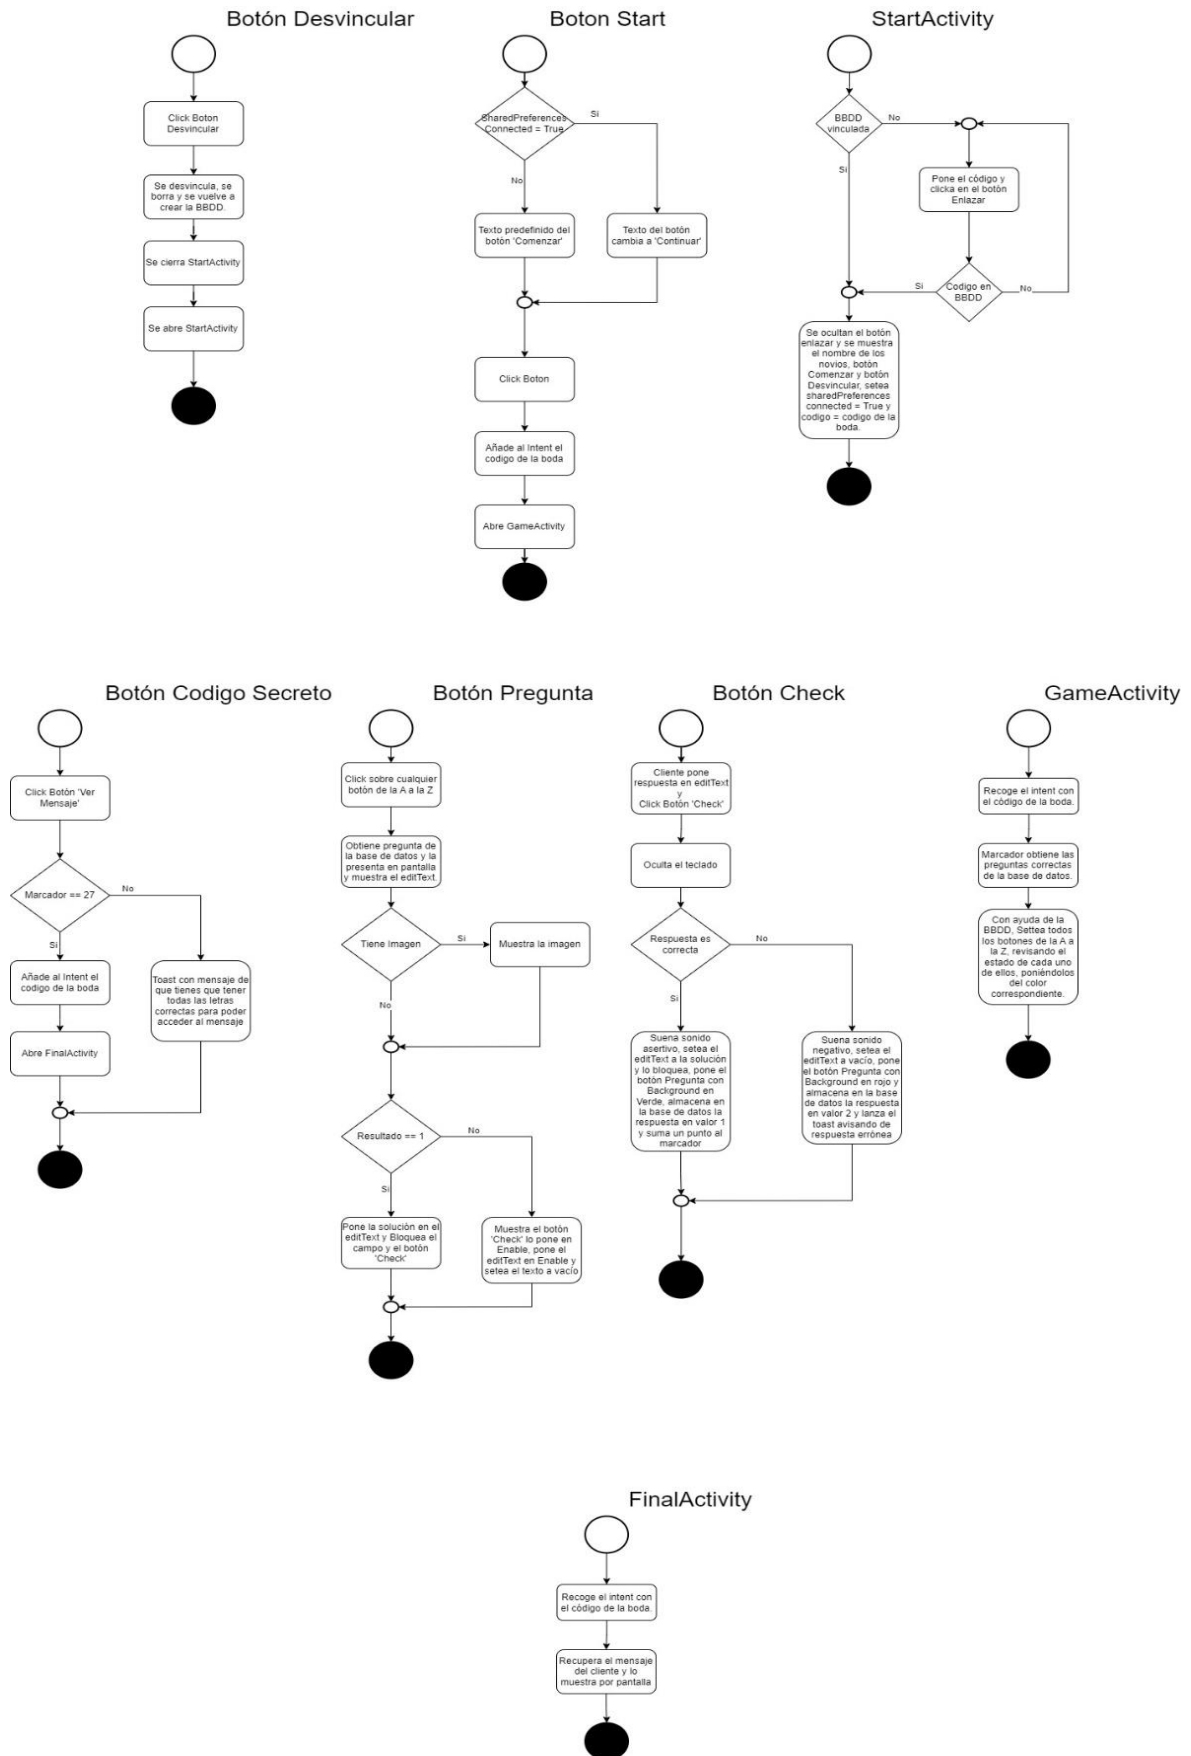 Botón Desvincular
Click Boton
Desvincular
Se desvincula, se
borra y se vuelve a
crear la BBDD.
Se cierra StartActivity
Se abre StartActivity
Boton Start
SharedPreferences
Connected = True
Si
No
Texto predefinido del
botón 'Comenzar'
Texto del botón
cambia a 'Continuar'
Click Boton
Añade al Intent el
codigo de la boda
Abre GameActivity
StartActivity
BBDD
vinculada
No
Si
Pone el código y
clicka en el botón
Enlazar
Codigo en
BBDD
Si
No
Se ocultan el botón
enlazar y se muestra
el nombre de los
novios, botón
Comenzar y botón
Desvincular, setea
sharedPreferences
connected = True y
codigo = codigo de la
boda.
Botón Codigo Secreto
Click Botón 'Ver
Mensaje'
Marcador == 27
No
Si
Añade al Intent el
codigo de la boda
Toast con mensaje de
que tienes que tener
todas las letras
correctas para poder
acceder al mensaje
Abre FinalActivity
Botón Pregunta
Click sobre cualquier
botón de la A a la Z
Obtiene pregunta de
la base de datos y la
presenta en pantalla
y muestra el editText.
Tiene Imagen
Si
Muestra la imagen
No
Resultado == 1
No
Si
Pone la solución en el
editText y Bloquea el
campo y el botón
'Check'
Muestra el botón
'Check' lo pone en
Enable, pone el
editText en Enable y
setea el texto a vacío
Botón Check
Cliente pone
respuesta en editText
y
Click Botón 'Check'
Oculta el teclado
Respuesta es
correcta
No
Si
Suena sonido
asertivo, setea el
editText a la solución
y lo bloquea, pone el
botón Pregunta con
Background en
Verde, almacena en
la base de datos la
respuesta en valor 1
y suma un punto al
marcador
Suena sonido
negativo, setea el
editText a vacío, pone
el botón Pregunta con
Background en rojo y
almacena en la base
de datos la respuesta
en valor 2 y lanza el
toast avisando de
respuesta errónea
GameActivity
Recoge el intent con
el código de la boda.
Marcador obtiene las
preguntas correctas
de la base de datos.
Con ayuda de la
BBDD, Settea todos
los botones de la A a
la Z, revisando el
estado de cada uno
de ellos, poniéndolos
del color
correspondiente.
FinalActivity
Recoge el intent con
el código de la boda.
Recupera el mensaje
del cliente y lo
muestra por pantalla